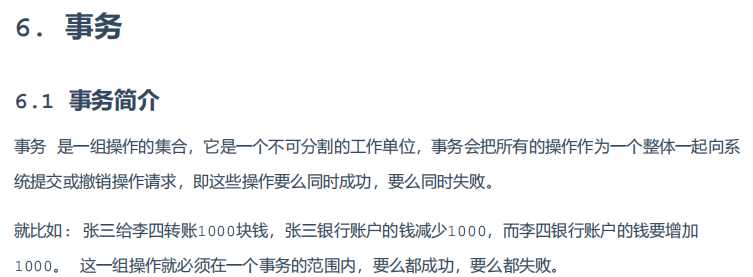 6. 事务
6.1 事务简介
事务 是一组操作的集合，它是一个不可分割的工作单位，事务会把所有的操作作为一个整体一起向系
统提交或撤销操作请求，即这些操作要么同时成功，要么同时失败。
就比如: 张三给李四转账1000块钱，张三银行账户的钱减少1000，而李四银行账户的钱要增加
1000。 这一组操作就必须在一个事务的范围内，要么都成功，要么都失败。